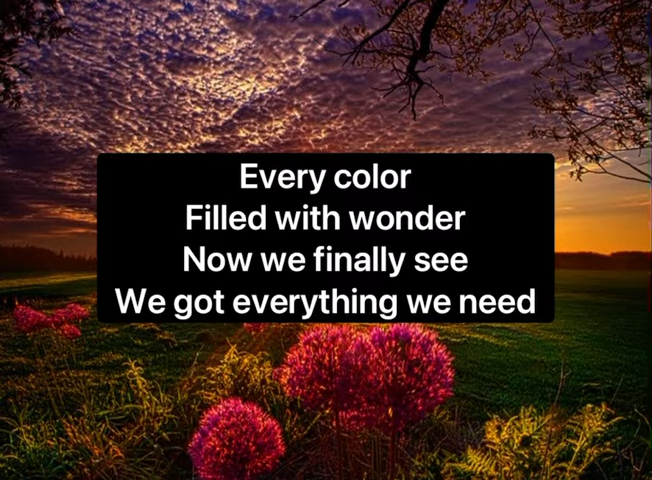 Every color
Filled with wonder
Now we finally see
We got everything we need